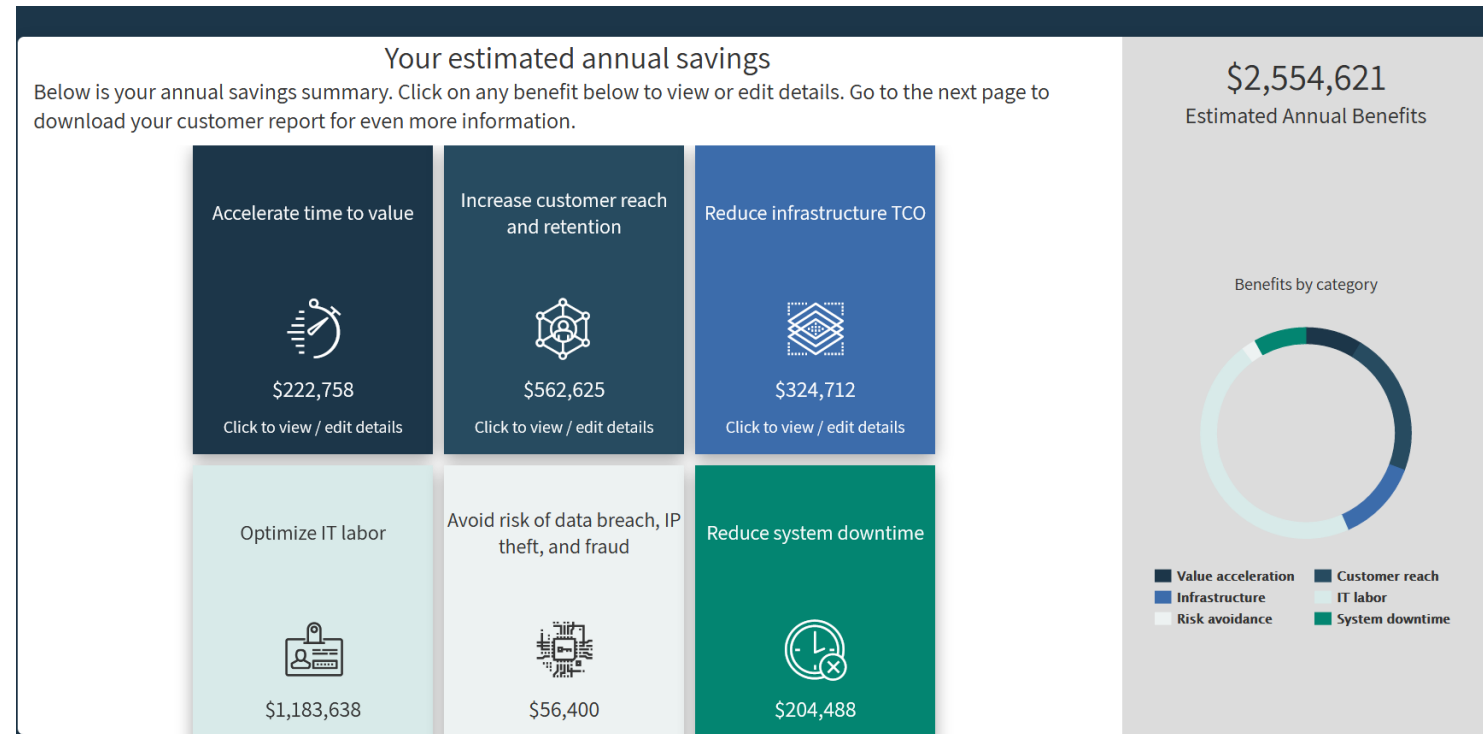 Your estimated annual savings
Below is your annual savings summary. Click on any benefit below to view or edit details. Go to the next page to
download your customer report for even more information.
Accelerate time to value
$222,758
Click to view / edit details
Increase customer reach
and retention
$562,625
Click to view / edit details
Reduce infrastructure TCO
$324,712
Click to view / edit details
Optimize IT labor
$1,183,638
Avoid risk of data breach, IP
theft, and fraud
$56,400
Reduce system downtime
$204,488
$2,554,621
Estimated Annual Benefits
Benefits by category
Value acceleration
Customer reach
Infrastructure
IT labor
Risk avoidance
System downtime